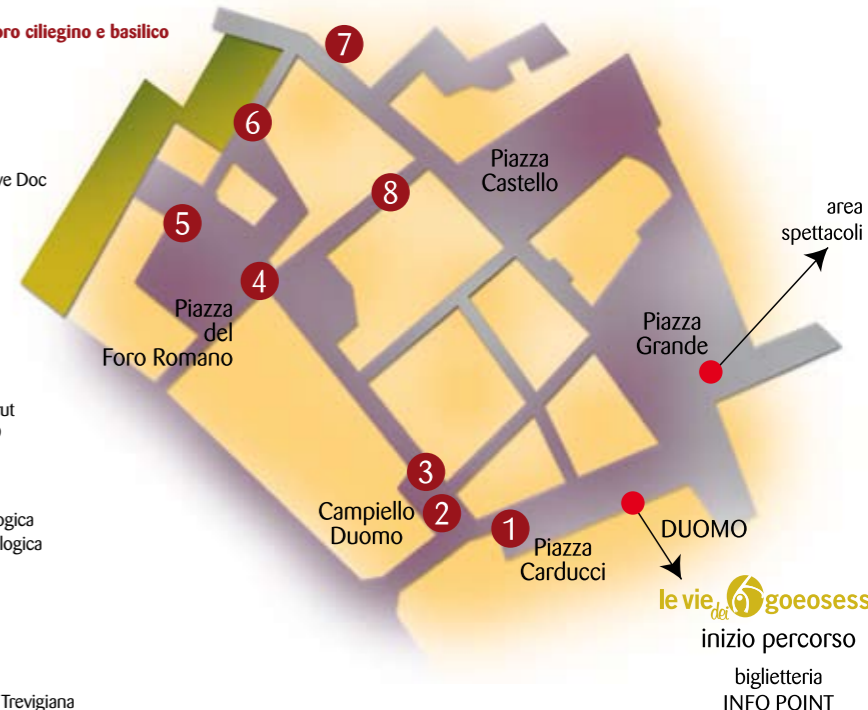 oro ciliegino e basilico
7
6
ve Doc
Piazza
Castello
8
5
area
spettacoli
4
Piazza
del
Foro Romano
Piazza
Grande
ut
3
ogica
ologica
Campiello
Duomo
2
1
Piazza
Carducci
DUOMO
le vie dei goeosess
inizio percorso
biglietteria
INFO POINT
Trevigiana